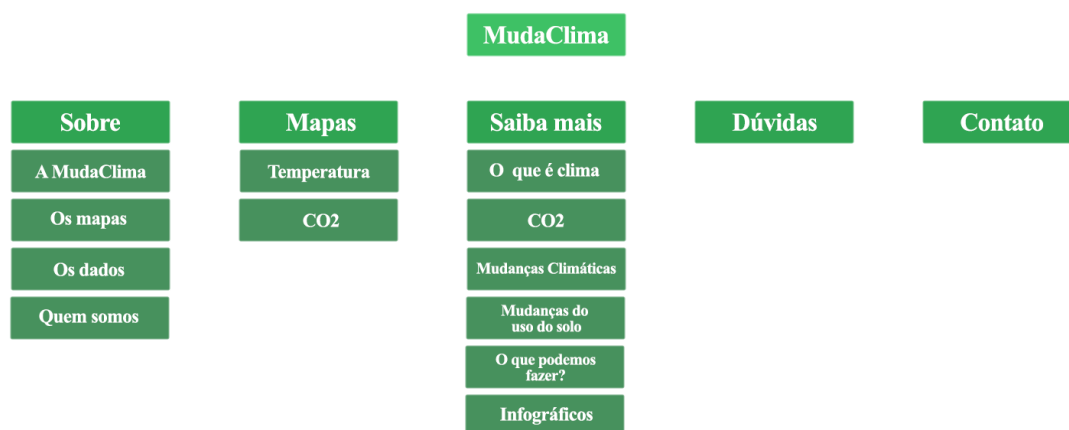 MudaClima
Sobre
A MudaClima
Os mapas
Os dados
Quem somos
Mapas
Temperatura
CO2
Saiba mais
O que é clima
CO2
Mudanças Climáticas
Mudanças do
uso do solo
O que podemos
fazer?
Infográficos
Dúvidas
Contato